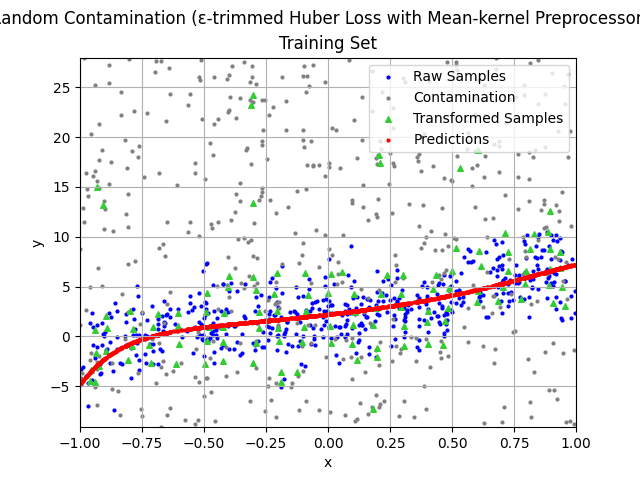 andom Contamination (ε-trimmed Huber Loss with Mean-kernel Preprocessor
Training Set
Raw Samples
Contamination
Transformed Samples
Predictions
y
25
20
15
10
5
0
−5
−1.00 −0.75 −0.50 −0.25 0.00 0.25 0.50 0.75 1.00
x